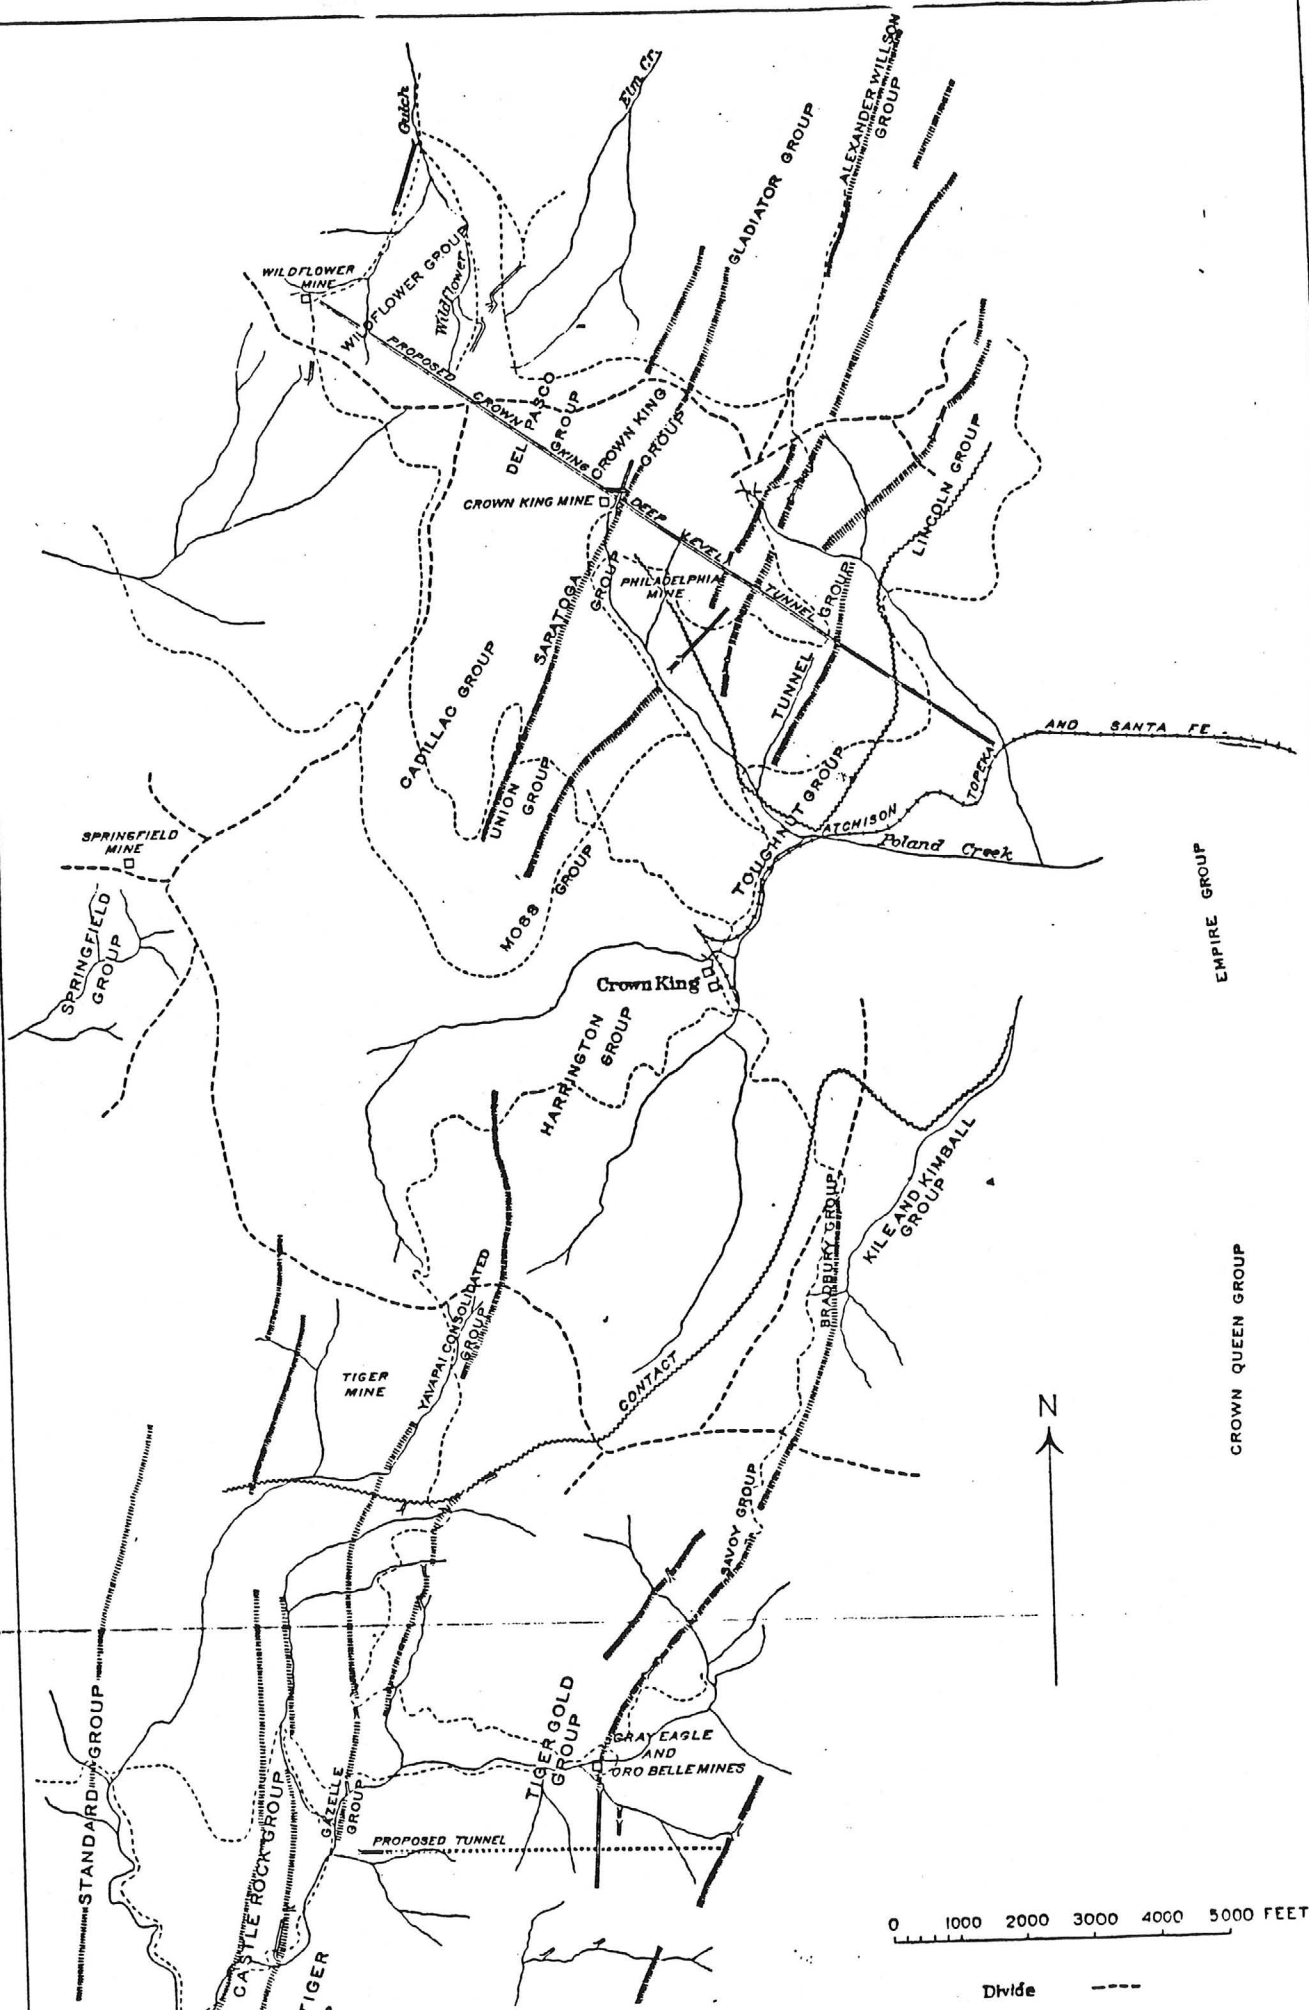 Gulch
Elm Cr.
ALEXANDER WILLSON
GROUP
GLADIATOR GROUP
WILDFLOWER
MINE
WILDFLOWER GROUP
Wildflower
PROPOSED CROWN KING DEEP LEVEL TUNNEL
DEL PASCO
GROUP
CROWN KING
GROUP
CROWN KING MINE
LINCOLN GROUP
PHILADELPHIA
MINE
SARATOGA
GROUP
TUNNEL GROUP
CADILLAC GROUP
ATCHISON TOPEKA AND SANTA FE
UNION
GROUP
TOUGHNUT GROUP
Poland Creek
SPRINGFIELD
MINE
MOSS GROUP
EMPIRE GROUP
SPRINGFIELD
GROUP
Crown King
HARRINGTON
GROUP
KILE AND KIMBALL
GROUP
BRADBURY GROUP
YAVAPAI CONSOLIDATED
GROUP
CROWN QUEEN GROUP
TIGER
MINE
CONTACT
N
SAVOY GROUP
STANDARD GROUP
TIGER GOLD
GROUP
GRAY EAGLE
AND
ORO BELLE MINES
GAZELLE
GROUP
CASTLE ROCK GROUP
PROPOSED TUNNEL
0 1000 2000 3000 4000 5000 FEET
TIGER
Divide